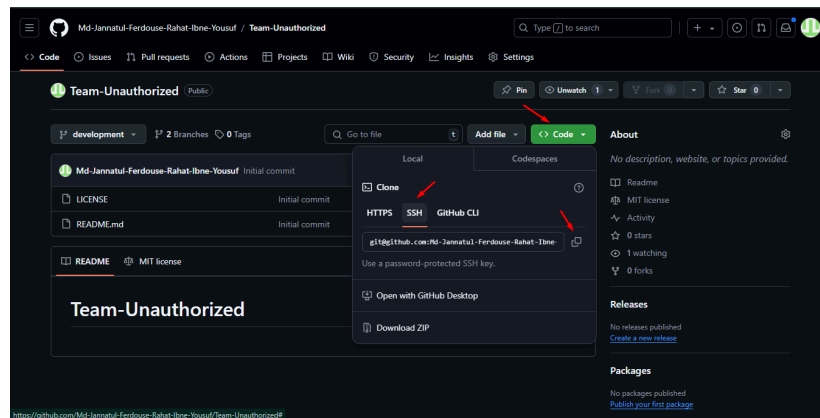 Md-Jannatul-Ferdouse-Rahat-Ibne-Yousuf / Team-Unauthorized
Type / to search
Code Issues Pull requests Actions Projects Wiki Security Insights Settings
Team-Unauthorized Public
Pin Unwatch 1 Fork 0 Star 0
development 2 Branches 0 Tags Go to file t Add file Code
About
Local Codespaces
No description, website, or topics provided.
Md-Jannatul-Ferdouse-Rahat-Ibne-Yousuf Initial commit
Clone
Readme
LICENSE Initial commit
MIT license
HTTPS SSH GitHub CLI
Activity
README.md Initial commit
0 stars
git@github.com:Md-Jannatul-Ferdouse-Rahat-Ibne-
1 watching
README MIT license
Use a password-protected SSH key.
0 forks
Open with GitHub Desktop
Team-Unauthorized
Releases
Download ZIP
No releases published
Create a new release
Packages
No packages published
Publish your first package
https://github.com/Md-Jannatul-Ferdouse-Rahat-Ibne-Yousuf/Team-Unauthorized#